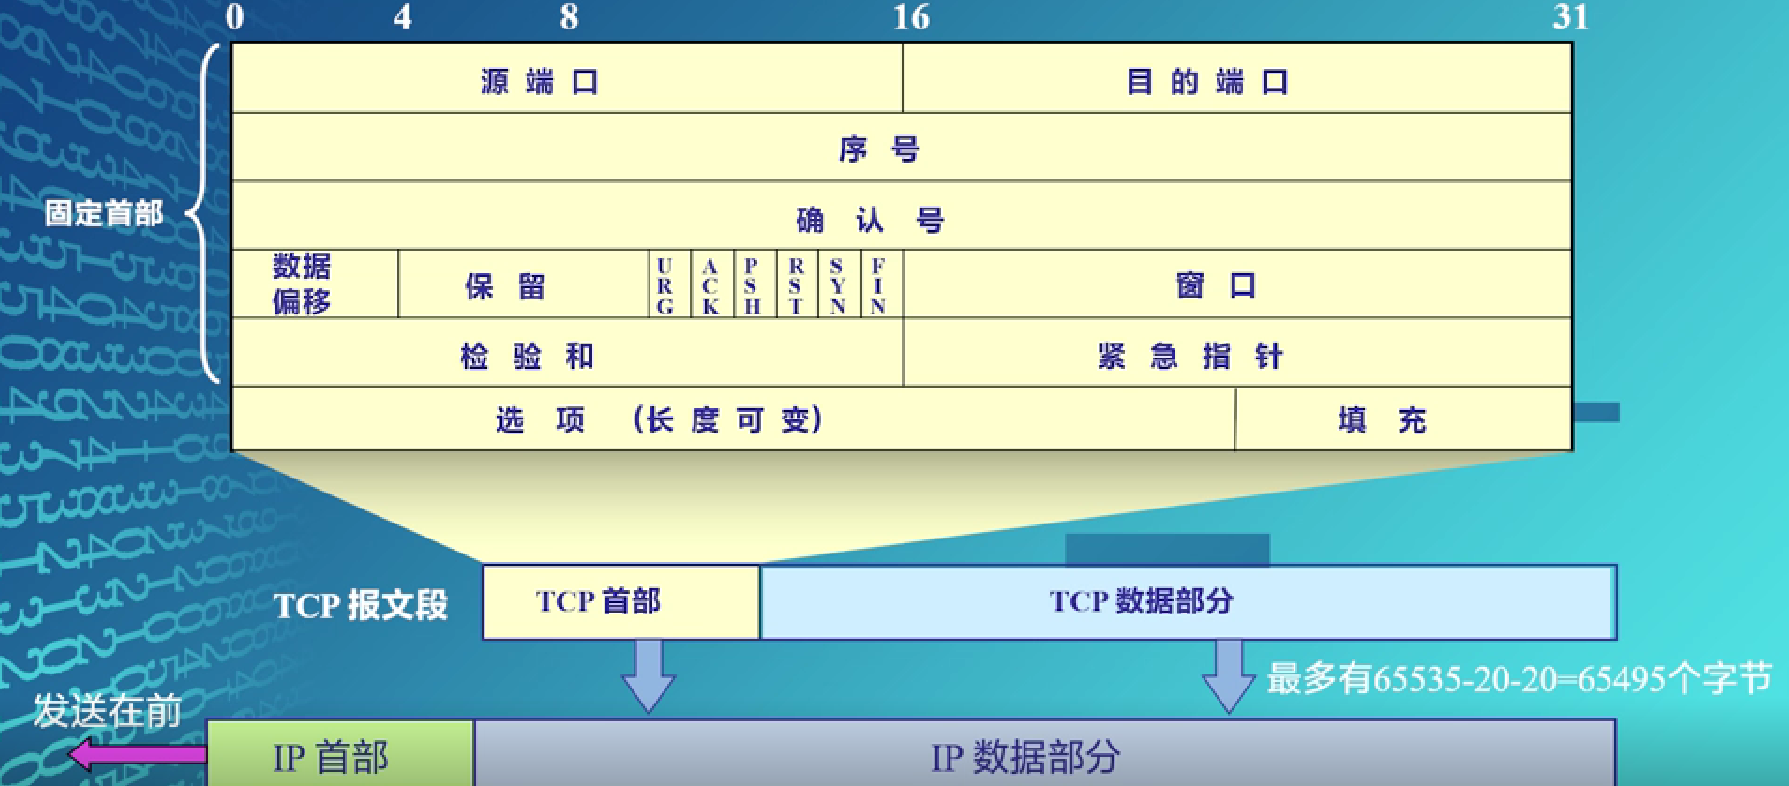 0 4 8 16 31
源端口 目的端口
序号
固定首部
确认号
数据
偏移
保留 URG ACK PSH RST SYN FIN 窗口
检验和 紧急指针
选项 (长度可变) 填充
TCP 报文段 TCP 首部 TCP 数据部分
最多有65535-20-20=65495个字节
发送在前
IP 首部 IP 数据部分